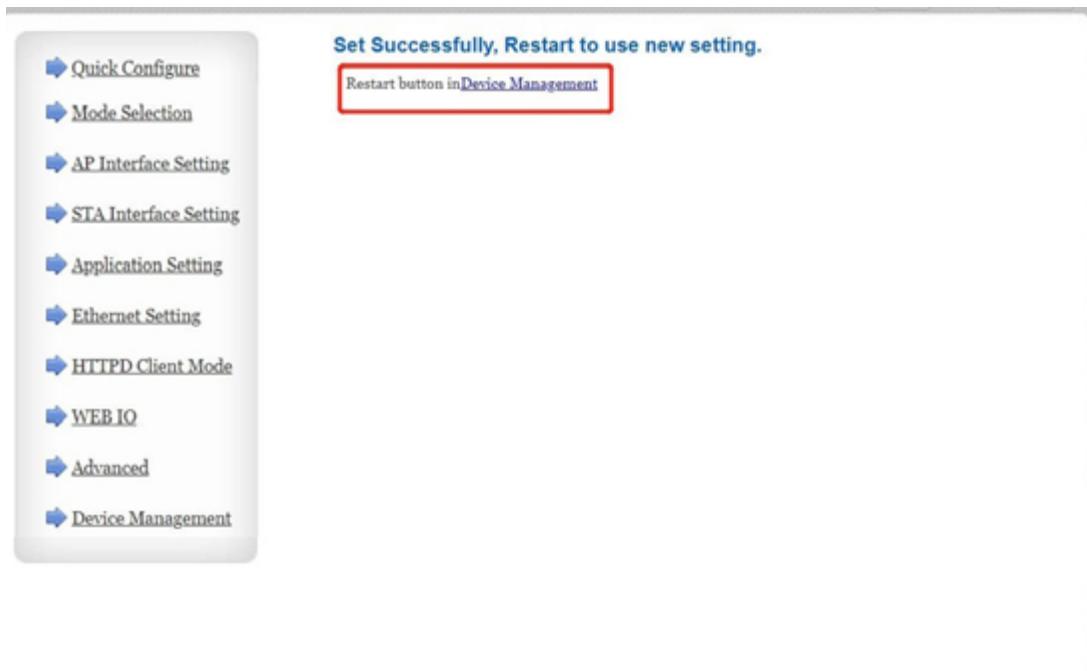 Quick Configure
Mode Selection
AP Interface Setting
STA Interface Setting
Application Setting
Ethernet Setting
HTTPD Client Mode
WEB IO
Advanced
Device Management
Set Successfully, Restart to use new setting.
Restart button inDevice Management